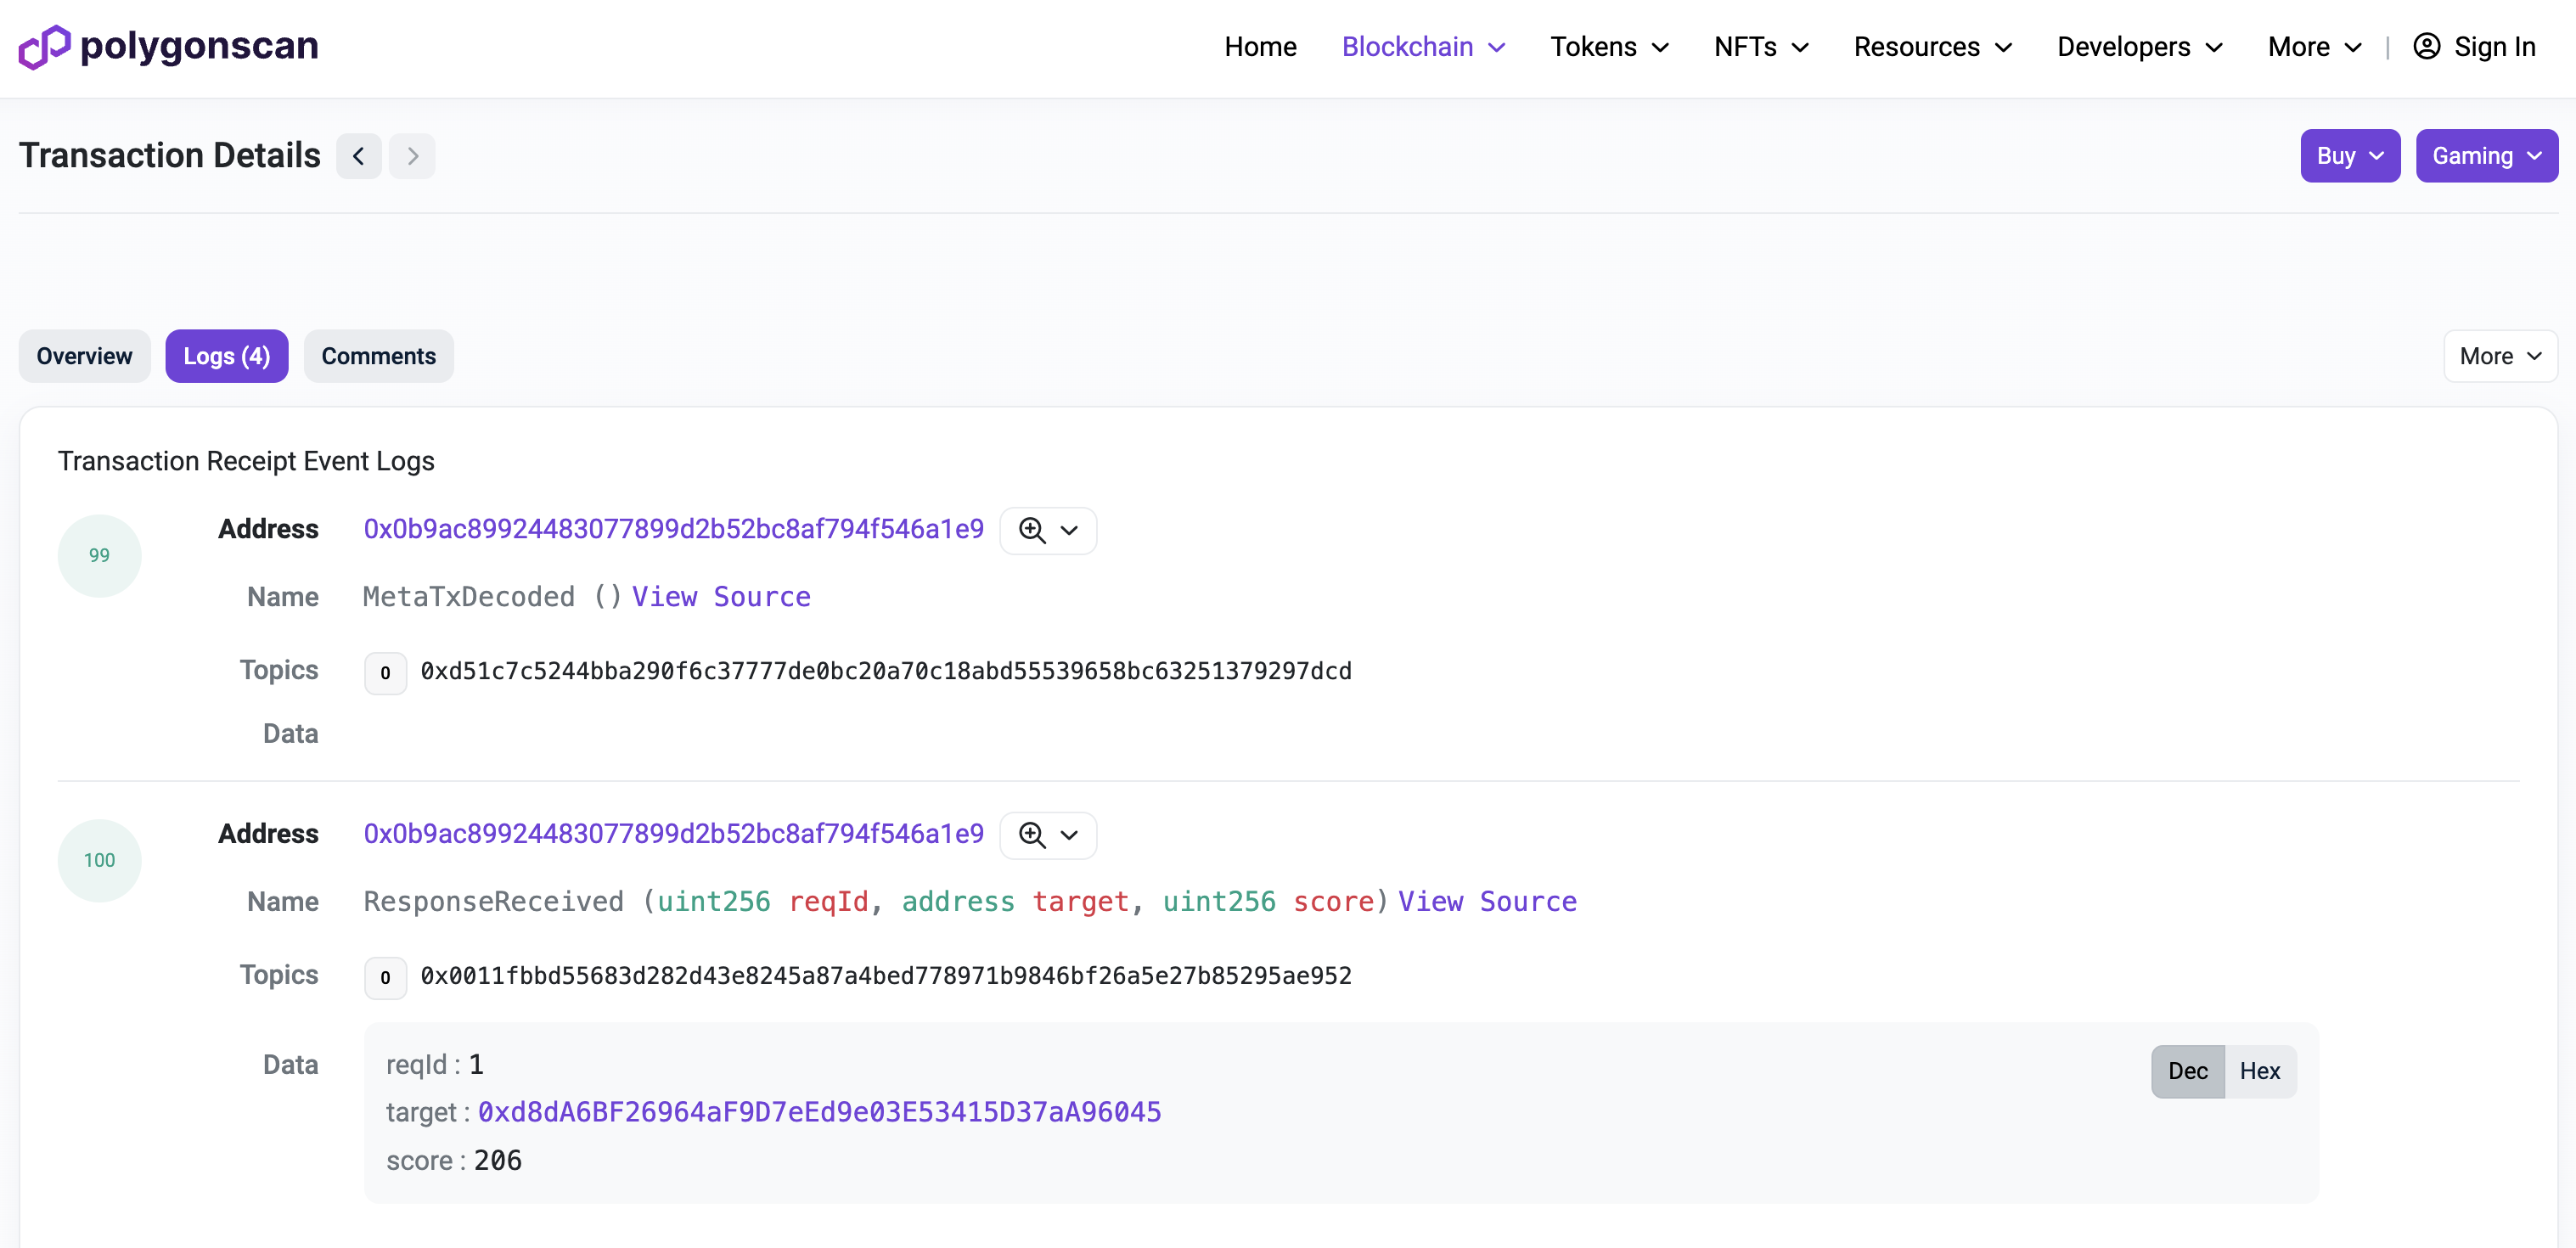 polygonscan
Home Blockchain Tokens NFTs Resources Developers More | Sign In
Transaction Details
Buy Gaming
Overview Logs (4) Comments
More
Transaction Receipt Event Logs
99
Address 0x0b9ac89924483077899d2b52bc8af794f546a1e9
Name MetaTxDecoded () View Source
Topics 0 0xd51c7c5244bba290f6c37777de0bc20a70c18abd55539658bc63251379297dcd
Data
100
Address 0x0b9ac89924483077899d2b52bc8af794f546a1e9
Name ResponseReceived (uint256 reqId, address target, uint256 score) View Source
Topics 0 0x0011fbbd55683d282d43e8245a87a4bed778971b9846bf26a5e27b85295ae952
Data reqId : 1
Dec Hex
target : 0xd8dA6BF26964aF9D7eEd9e03E53415D37aA96045
score : 206